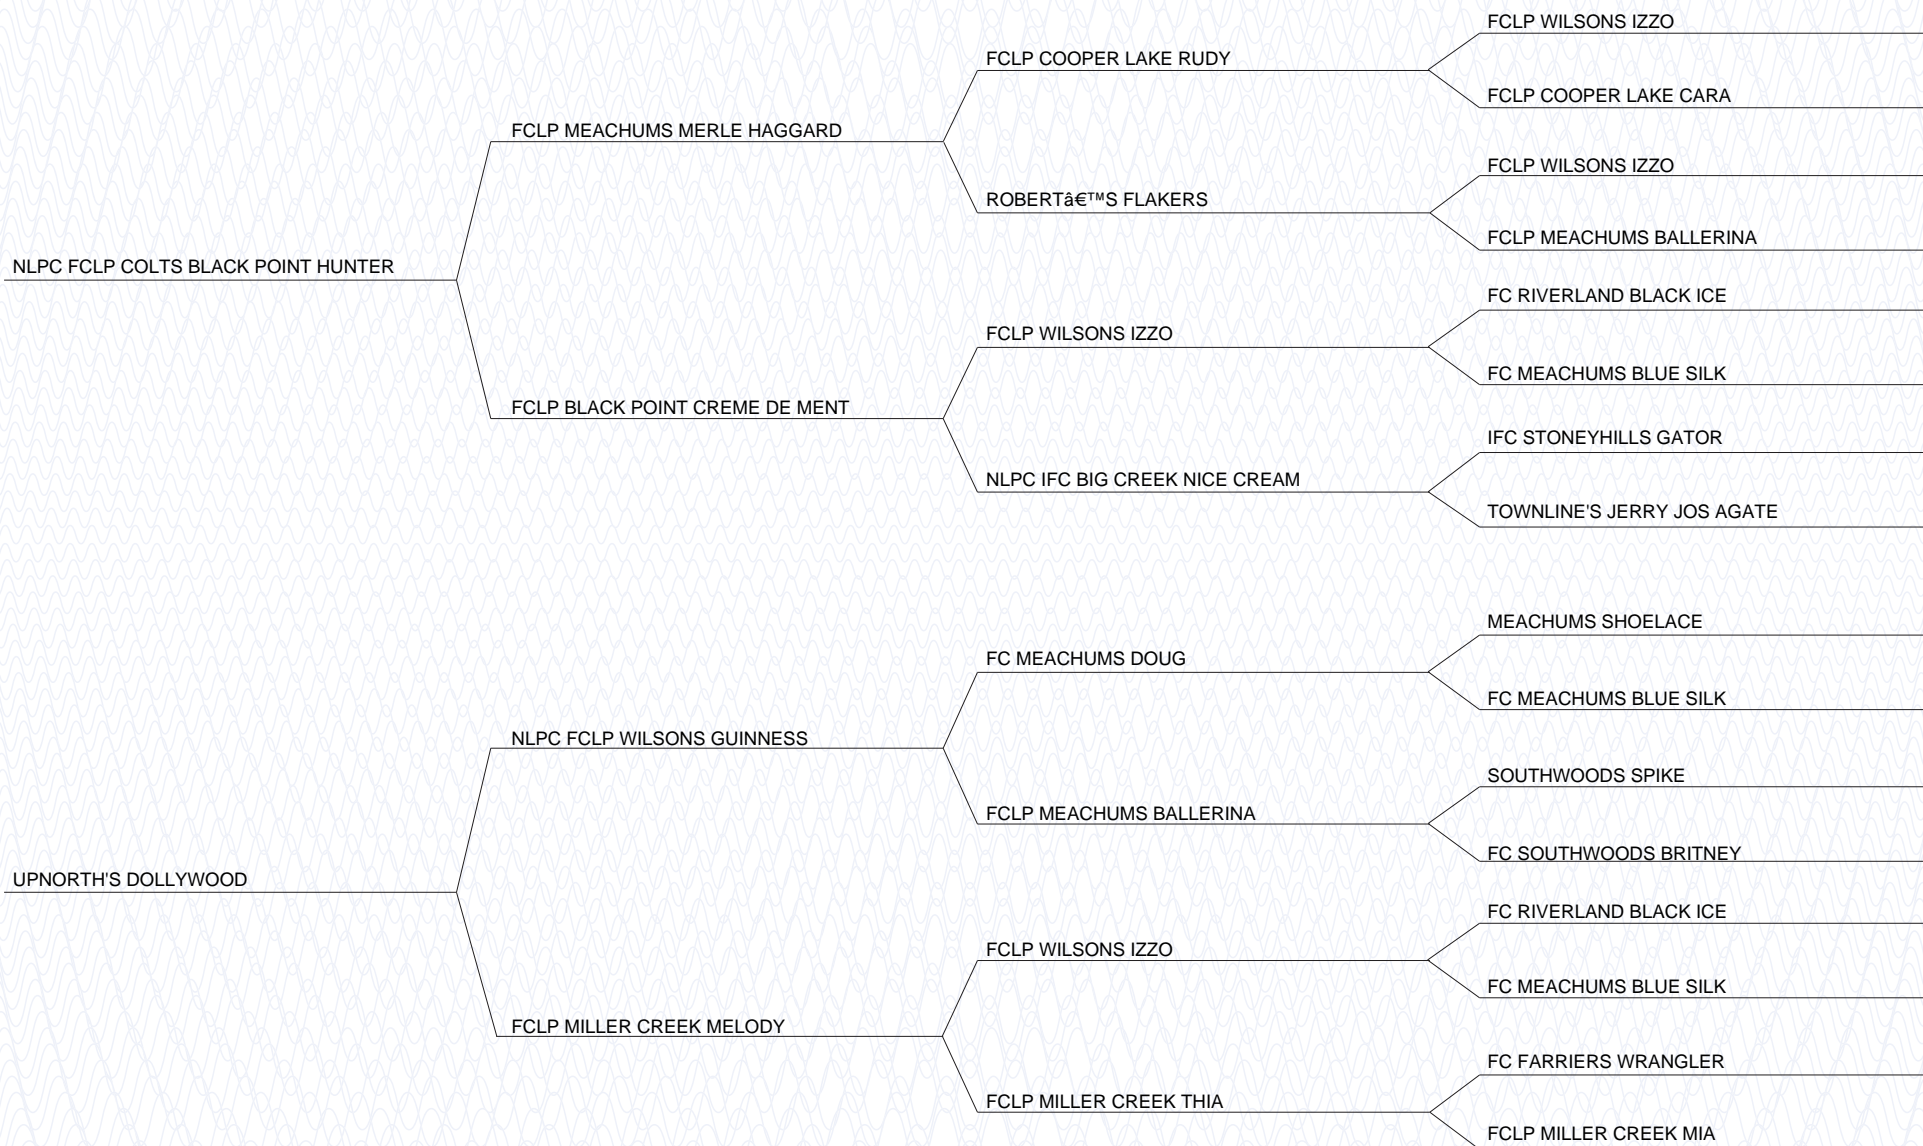 FCLP WILSONS IZZO
FCLP COOPER LAKE RUDY
FCLP COOPER LAKE CARA
FCLP MEACHUMS MERLE HAGGARD
FCLP WILSONS IZZO
ROBERTâ€™S FLAKERS
FCLP MEACHUMS BALLERINA
NLPC FCLP COLTS BLACK POINT HUNTER
FC RIVERLAND BLACK ICE
FCLP WILSONS IZZO
FC MEACHUMS BLUE SILK
FCLP BLACK POINT CREME DE MENT
IFC STONEYHILLS GATOR
NLPC IFC BIG CREEK NICE CREAM
TOWNLINE'S JERRY JOS AGATE
MEACHUMS SHOELACE
FC MEACHUMS DOUG
FC MEACHUMS BLUE SILK
NLPC FCLP WILSONS GUINNESS
SOUTHWOODS SPIKE
FCLP MEACHUMS BALLERINA
FC SOUTHWOODS BRITNEY
UPNORTH'S DOLLYWOOD
FC RIVERLAND BLACK ICE
FCLP WILSONS IZZO
FC MEACHUMS BLUE SILK
FCLP MILLER CREEK MELODY
FC FARRIERS WRANGLER
FCLP MILLER CREEK THIA
FCLP MILLER CREEK MIA